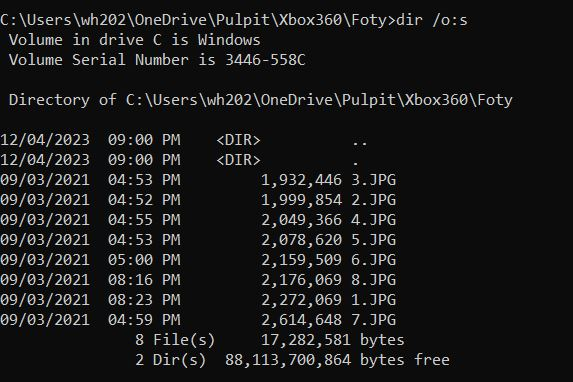 C:\Users\wh202\OneDrive\Pulpit\Xbox360\Foty>dir /o:s
Volume in drive C is Windows
Volume Serial Number is 3446-558C
Directory of C:\Users\wh202\OneDrive\Pulpit\Xbox360\Foty
12/04/2023 09:00 PM <DIR> ..
12/04/2023 09:00 PM <DIR> .
09/03/2021 04:53 PM 1,932,446 3.JPG
09/03/2021 04:52 PM 1,999,854 2.JPG
09/03/2021 04:55 PM 2,049,366 4.JPG
09/03/2021 04:53 PM 2,078,620 5.JPG
09/03/2021 05:00 PM 2,159,509 6.JPG
09/03/2021 08:16 PM 2,176,069 8.JPG
09/03/2021 08:23 PM 2,272,069 1.JPG
09/03/2021 04:59 PM 2,614,648 7.JPG
8 File(s) 17,282,581 bytes
2 Dir(s) 88,113,700,864 bytes free